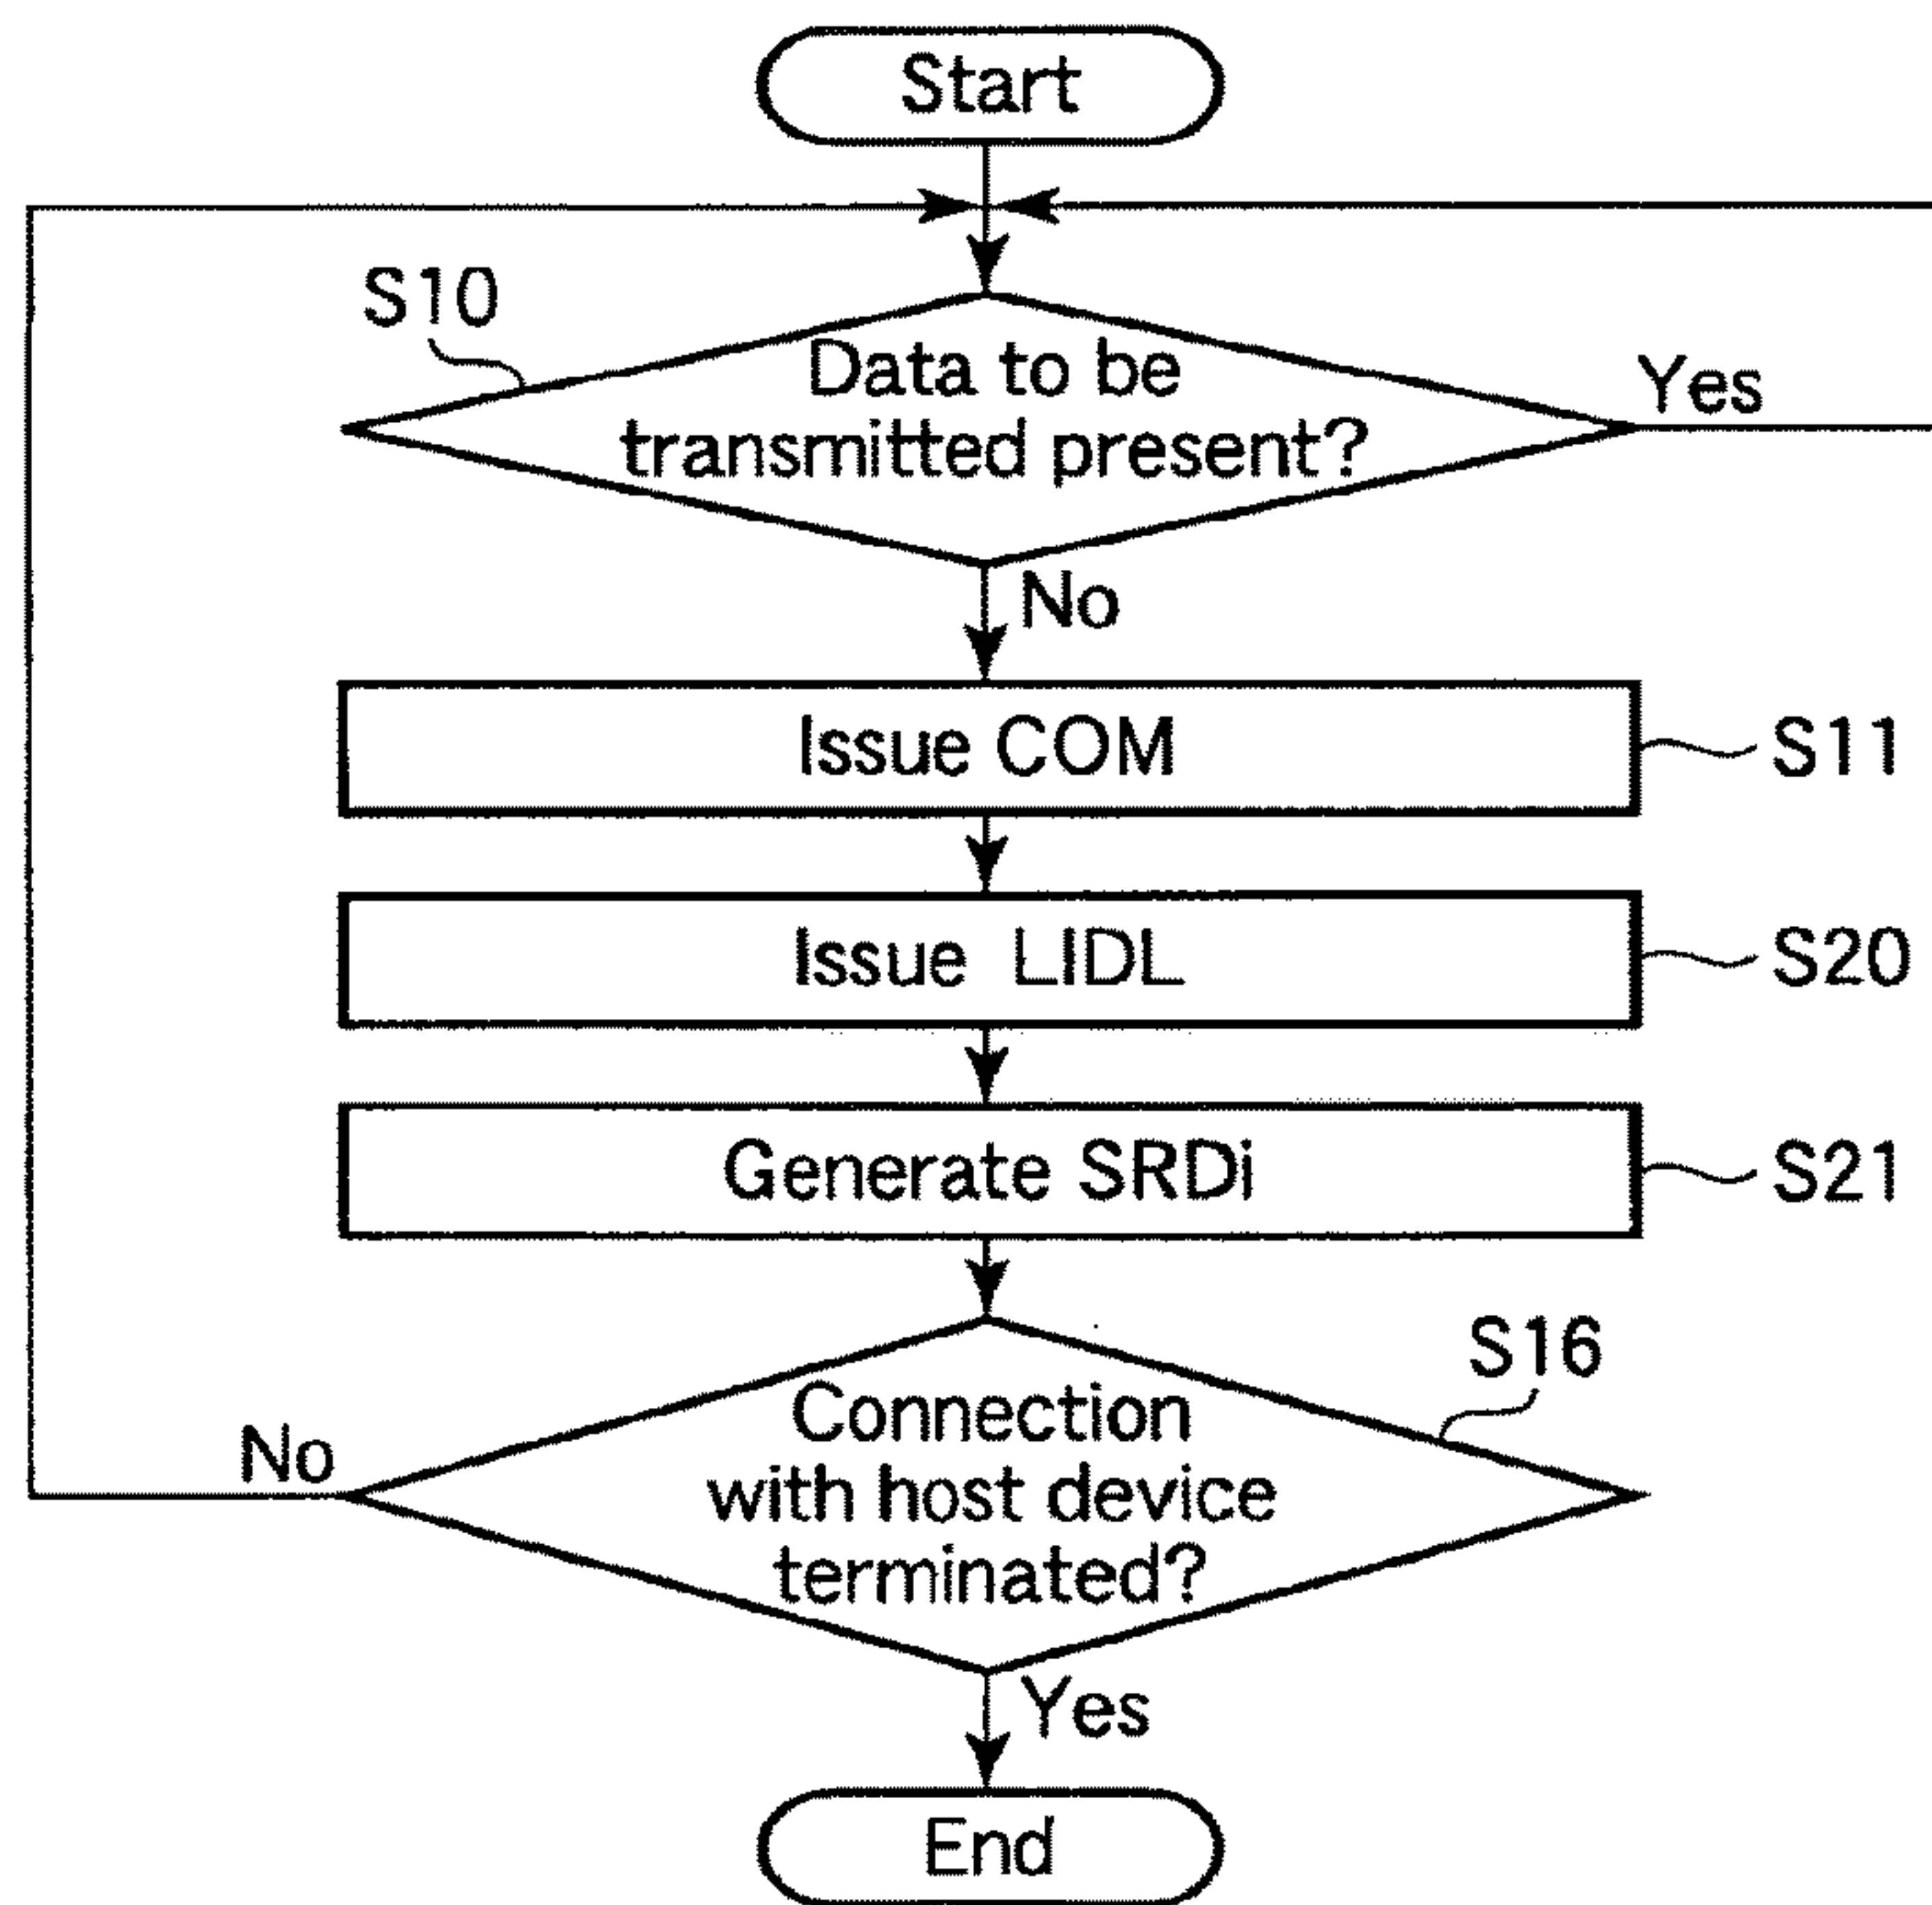 Start
S10
Data to be
transmitted present?
Yes
No
Issue COM
S11
Issue LIDL
S20
Generate SRDi
S21
S16
Connection
with host device
terminated?
No
Yes
End